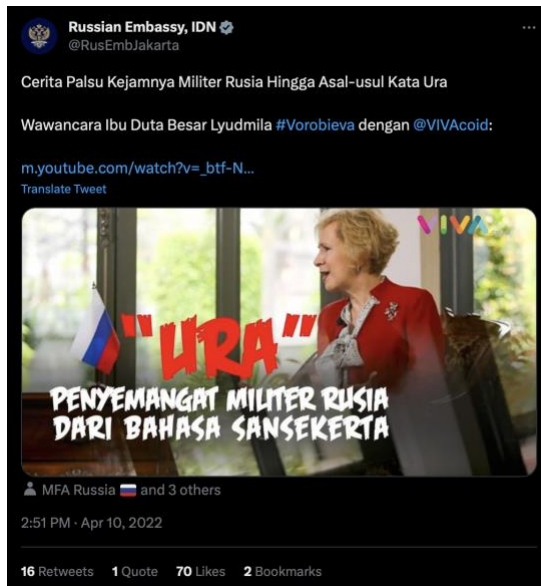 Russian Embassy, IDN
@RusEmbJakarta
Cerita Palsu Kejamnya Militer Rusia Hingga Asal-usul Kata Ura
Wawancara Ibu Duta Besar Lyudmila #Vorobieva dengan @VIVAcoid:
m.youtube.com/watch?v=_btf-N...
Translate Tweet
VIVA
"URA"
PENYEMANGAT MILITER RUSIA
DARI BAHASA SANSEKERTA
MFA Russia and 3 others
2:51 PM · Apr 10, 2022
16 Retweets 1 Quote 70 Likes 2 Bookmarks